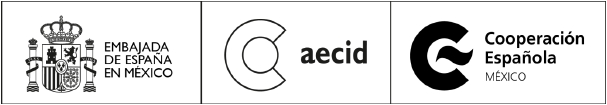 EMBAJADA
DE ESPAÑA
EN MÉXICO
aecid
Cooperación
Española
MÉXICO